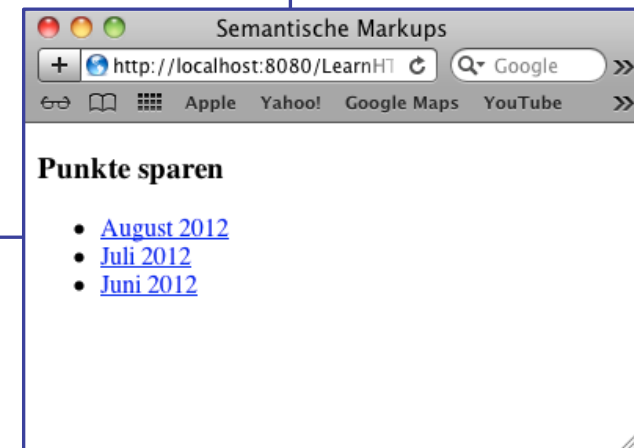 Semantische Markups
+ http://localhost:8080/LearnHT Google »
Apple Yahoo! Google Maps YouTube »
Punkte sparen
• August 2012
• Juli 2012
• Juni 2012